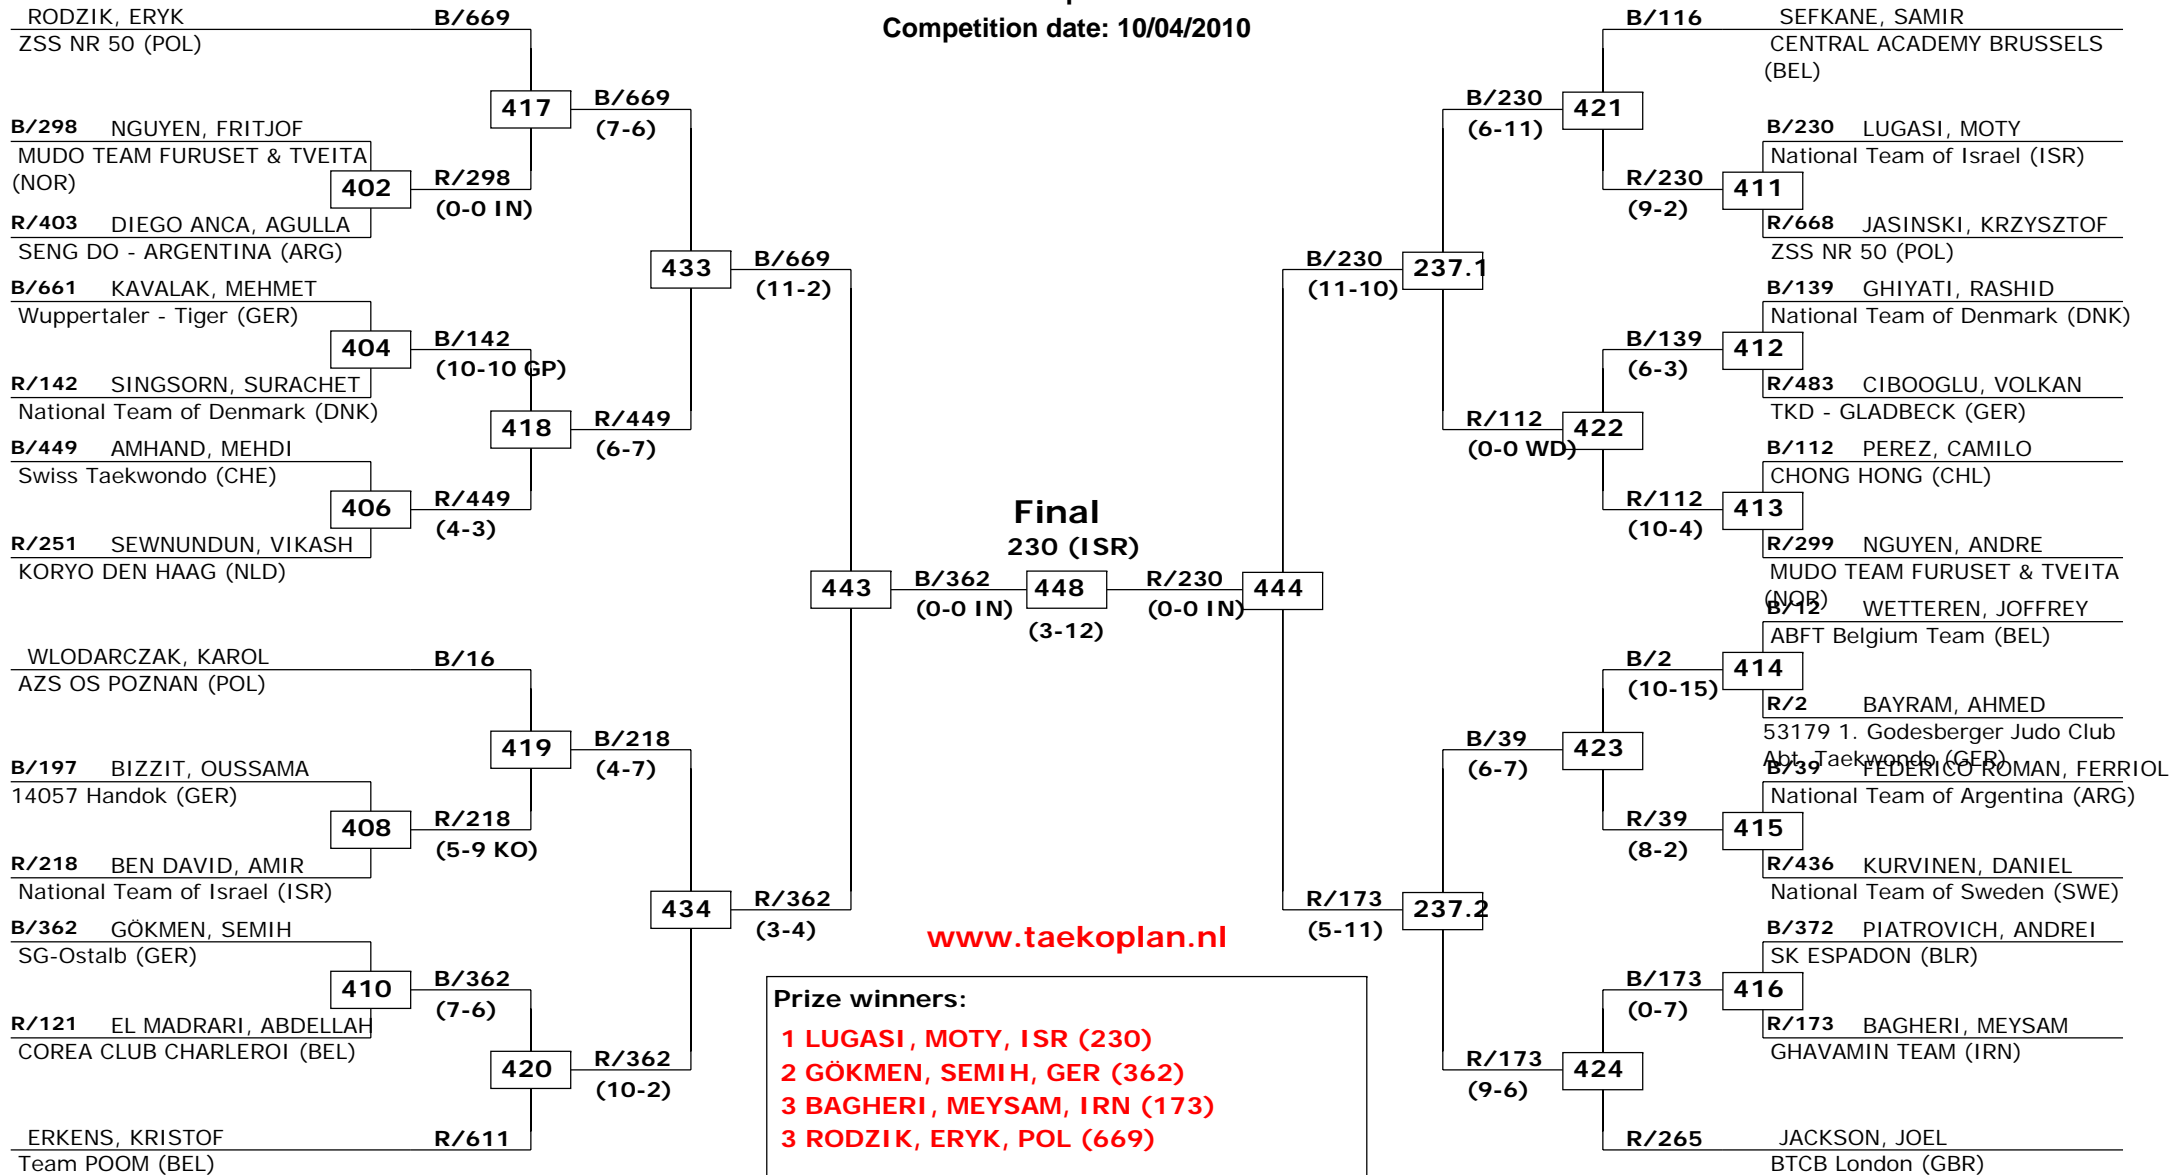 Competition date: 10/04/2010
RODZIK, ERYK
B/669
ZSS NR 50 (POL)
417
B/669
(7-6)
B/298 NGUYEN, FRITJOF
MUDO TEAM FURUSET & TVEITA
(NOR)
402
R/298
(0-0 IN)
R/403 DIEGO ANCA, AGULLA
SENG DO - ARGENTINA (ARG)
433
B/669
(11-2)
B/661 KAVALAK, MEHMET
Wuppertaler - Tiger (GER)
404
B/142
(10-10 GP)
R/142 SINGSORN, SURACHET
National Team of Denmark (DNK)
418
R/449
(6-7)
B/449 AMHAND, MEHDI
Swiss Taekwondo (CHE)
406
R/449
(4-3)
R/251 SEWNUNDUN, VIKASH
KORYO DEN HAAG (NLD)
443
B/362
(0-0 IN)
Final
230 (ISR)
448
(3-12)
R/230
(0-0 IN)
444
WLODARCZAK, KAROL
B/16
AZS OS POZNAN (POL)
419
B/218
(4-7)
B/197 BIZZIT, OUSSAMA
14057 Handok (GER)
408
R/218
(5-9 KO)
R/218 BEN DAVID, AMIR
National Team of Israel (ISR)
434
R/362
(3-4)
B/362 GÖKMEN, SEMIH
SG-Ostalb (GER)
410
B/362
(7-6)
R/121 EL MADRARI, ABDELLAH
COREA CLUB CHARLEROI (BEL)
420
R/362
(10-2)
ERKENS, KRISTOF
R/611
Team POOM (BEL)
B/116
SEFKANE, SAMIR
CENTRAL ACADEMY BRUSSELS
(BEL)
B/230
(6-11)
421
B/230 LUGASI, MOTY
National Team of Israel (ISR)
R/230
(9-2)
411
R/668 JASINSKI, KRZYSZTOF
ZSS NR 50 (POL)
B/230
(11-10)
237.1
B/139 GHIYATI, RASHID
National Team of Denmark (DNK)
B/139
(6-3)
412
R/483 CIBOOGLU, VOLKAN
TKD - GLADBECK (GER)
R/112
(0-0 WD)
422
B/112 PEREZ, CAMILO
CHONG HONG (CHL)
R/112
(10-4)
413
R/299 NGUYEN, ANDRE
MUDO TEAM FURUSET & TVEITA
(NOR)
B/12 WETTEREN, JOFFREY
ABFT Belgium Team (BEL)
B/2
(10-15)
414
R/2 BAYRAM, AHMED
53179 1. Godesberger Judo Club
Abt. Taekwondo (GER)
B/39
(6-7)
423
B/39 FEDERICO ROMAN, FERRIOL
National Team of Argentina (ARG)
R/39
(8-2)
415
R/436 KURVINEN, DANIEL
National Team of Sweden (SWE)
R/173
(5-11)
237.2
B/372 PIATROVICH, ANDREI
SK ESPADON (BLR)
B/173
(0-7)
416
R/173 BAGHERI, MEYSAM
GHAVAMIN TEAM (IRN)
R/173
(9-6)
424
R/265
JACKSON, JOEL
BTCB London (GBR)
www.taekoplan.nl
Prize winners:
1 LUGASI, MOTY, ISR (230)
2 GÖKMEN, SEMIH, GER (362)
3 BAGHERI, MEYSAM, IRN (173)
3 RODZIK, ERYK, POL (669)